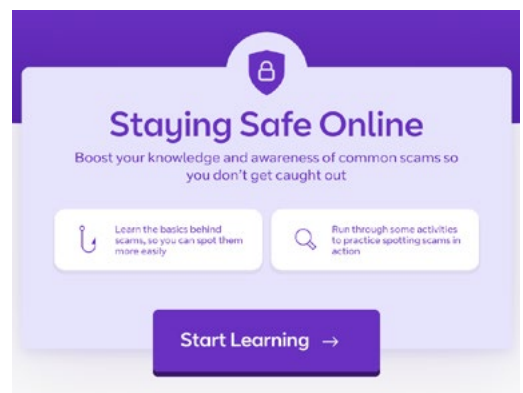 Staying Safe Online
Boost your knowledge and awareness of common scams so
you don't get caught out
Learn the basics behind
scams, so you can spot them
more easily
Run through some activities
to practice spotting scams in
action
Start Learning →